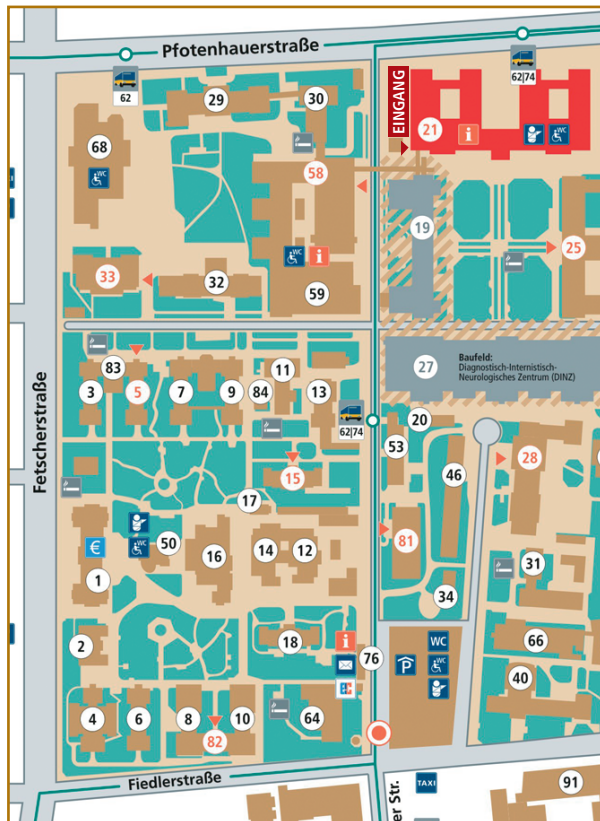 Pfotenhauerstraße
62
62|74
29
30
EINGANG
21
i
68
WC
WC
58
19
25
WC
i
33
32
59
83
11
27
Baufeld:
Diagnostisch-Internistisch-
Neurologisches Zentrum (DINZ)
3
5
7
9
84
13
62|74
20
53
46
28
Fetscherstraße
15
17
81
50
WC
€
1
16
14
12
31
34
2
18
i
76
P
WC
WC
66
40
4
6
8
10
82
64
Fiedlerstraße
er Str.
TAXI
91